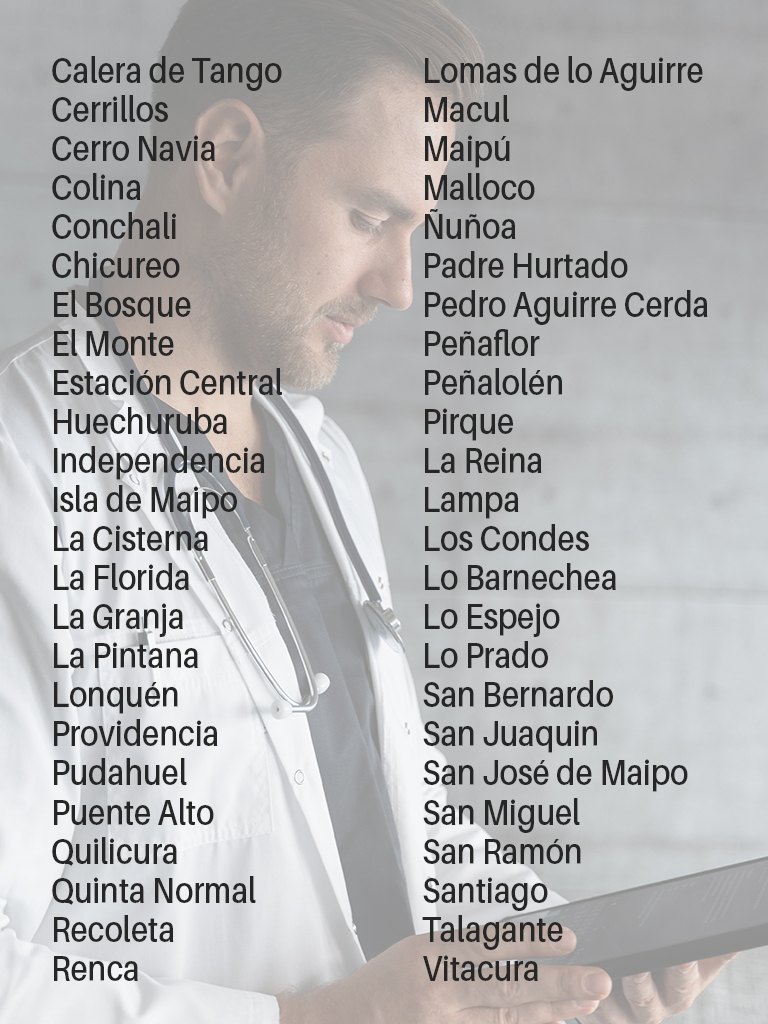 Calera de Tango
Cerrillos
Cerro Navia
Colina
Conchali
Chicureo
El Bosque
El Monte
Estación Central
Huechuruba
Independencia
Isla de Maipo
La Cisterna
La Florida
La Granja
La Pintana
Lonquén
Providencia
Pudahuel
Puente Alto
Quilicura
Quinta Normal
Recoleta
Renca
Lomas de lo Aguirre
Macul
Maipú
Malloco
Ñuñoa
Padre Hurtado
Pedro Aguirre Cerda
Peñaflor
Peñalolén
Pirque
La Reina
Lampa
Los Condes
Lo Barnechea
Lo Espejo
Lo Prado
San Bernardo
San Juaquin
San José de Maipo
San Miguel
San Ramón
Santiago
Talagante
Vitacura